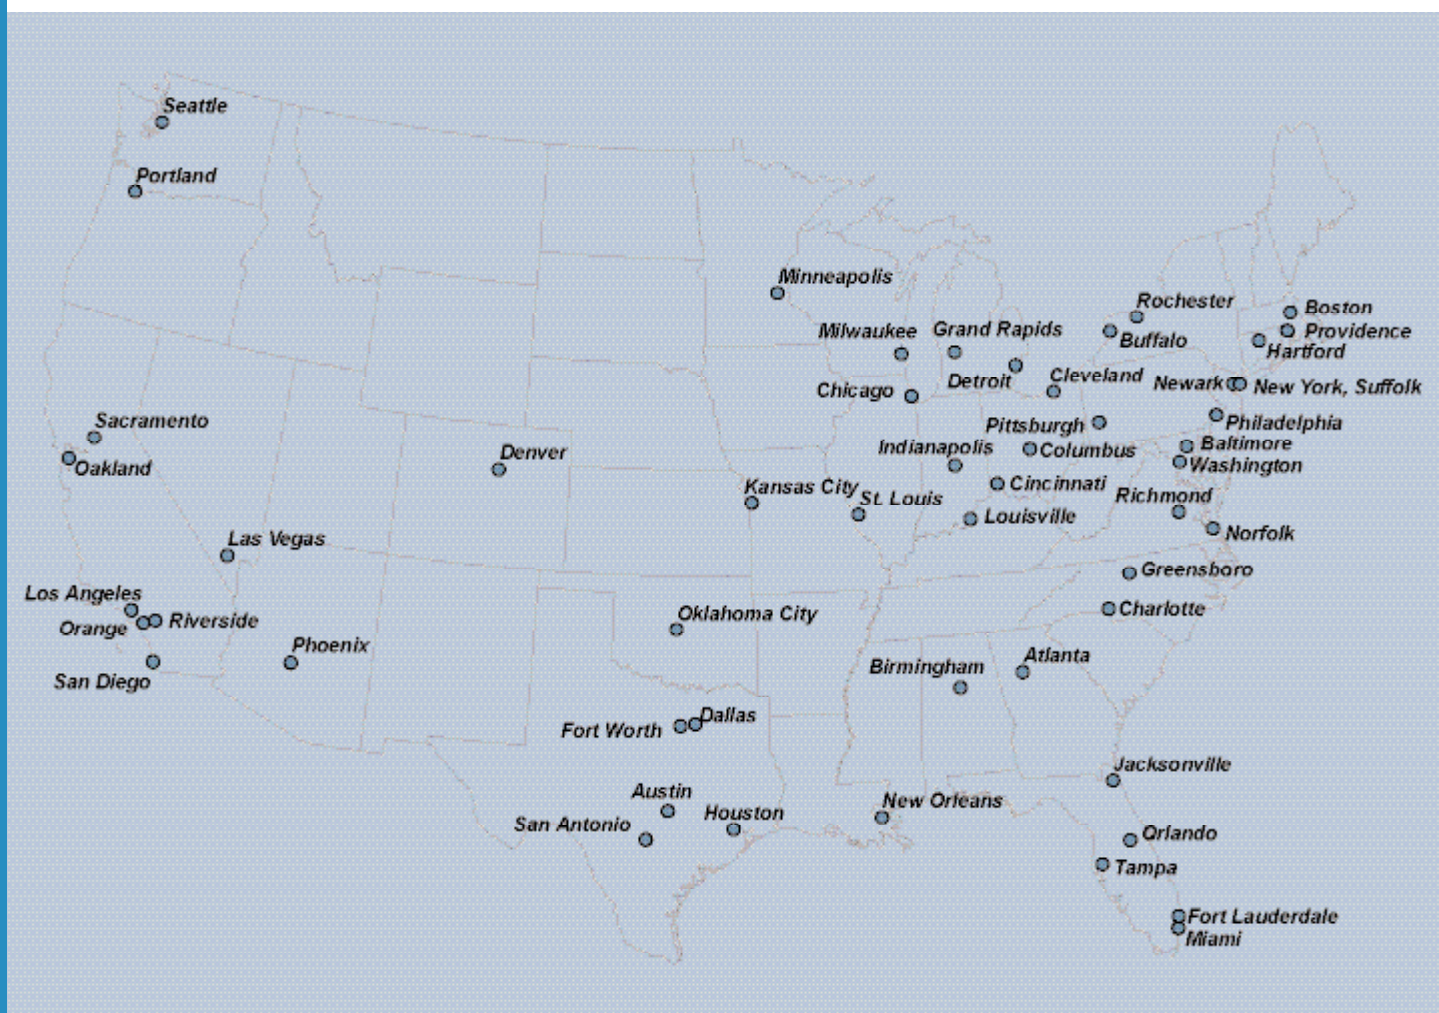 Seattle
Portland
Minneapolis
Rochester
Boston
Milwaukee
Grand Rapids
Providence
Buffalo
Hartford
Cleveland
Detroit
Newark
New York, Suffolk
Chicago
Sacramento
Pittsburgh
Philadelphia
Baltimore
Indianapolis
Columbus
Denver
Washington
Oakland
Cincinnati
Kansas City
St. Louis
Richmond
Louisville
Norfolk
Las Vegas
Greensboro
Los Angeles
Charlotte
Oklahoma City
Riverside
Orange
Phoenix
Atlanta
Birmingham
San Diego
Dallas
Fort Worth
Jacksonville
Austin
New Orleans
Houston
San Antonio
Orlando
Tampa
Fort Lauderdale
Miami